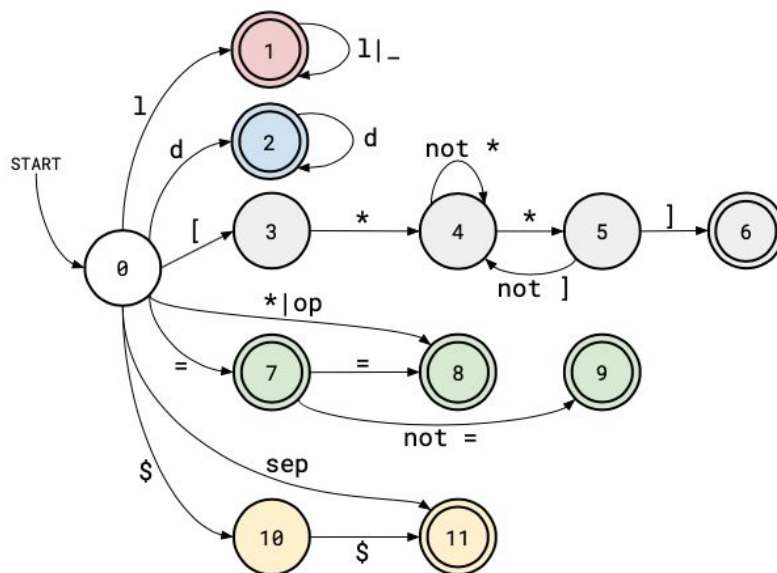 1
l|_
l
2
d
d
START
not *
[
3
*
4
*
5
]
6
0
not ]
*|op
=
7
=
8
9
not =
sep
$
10
$
11